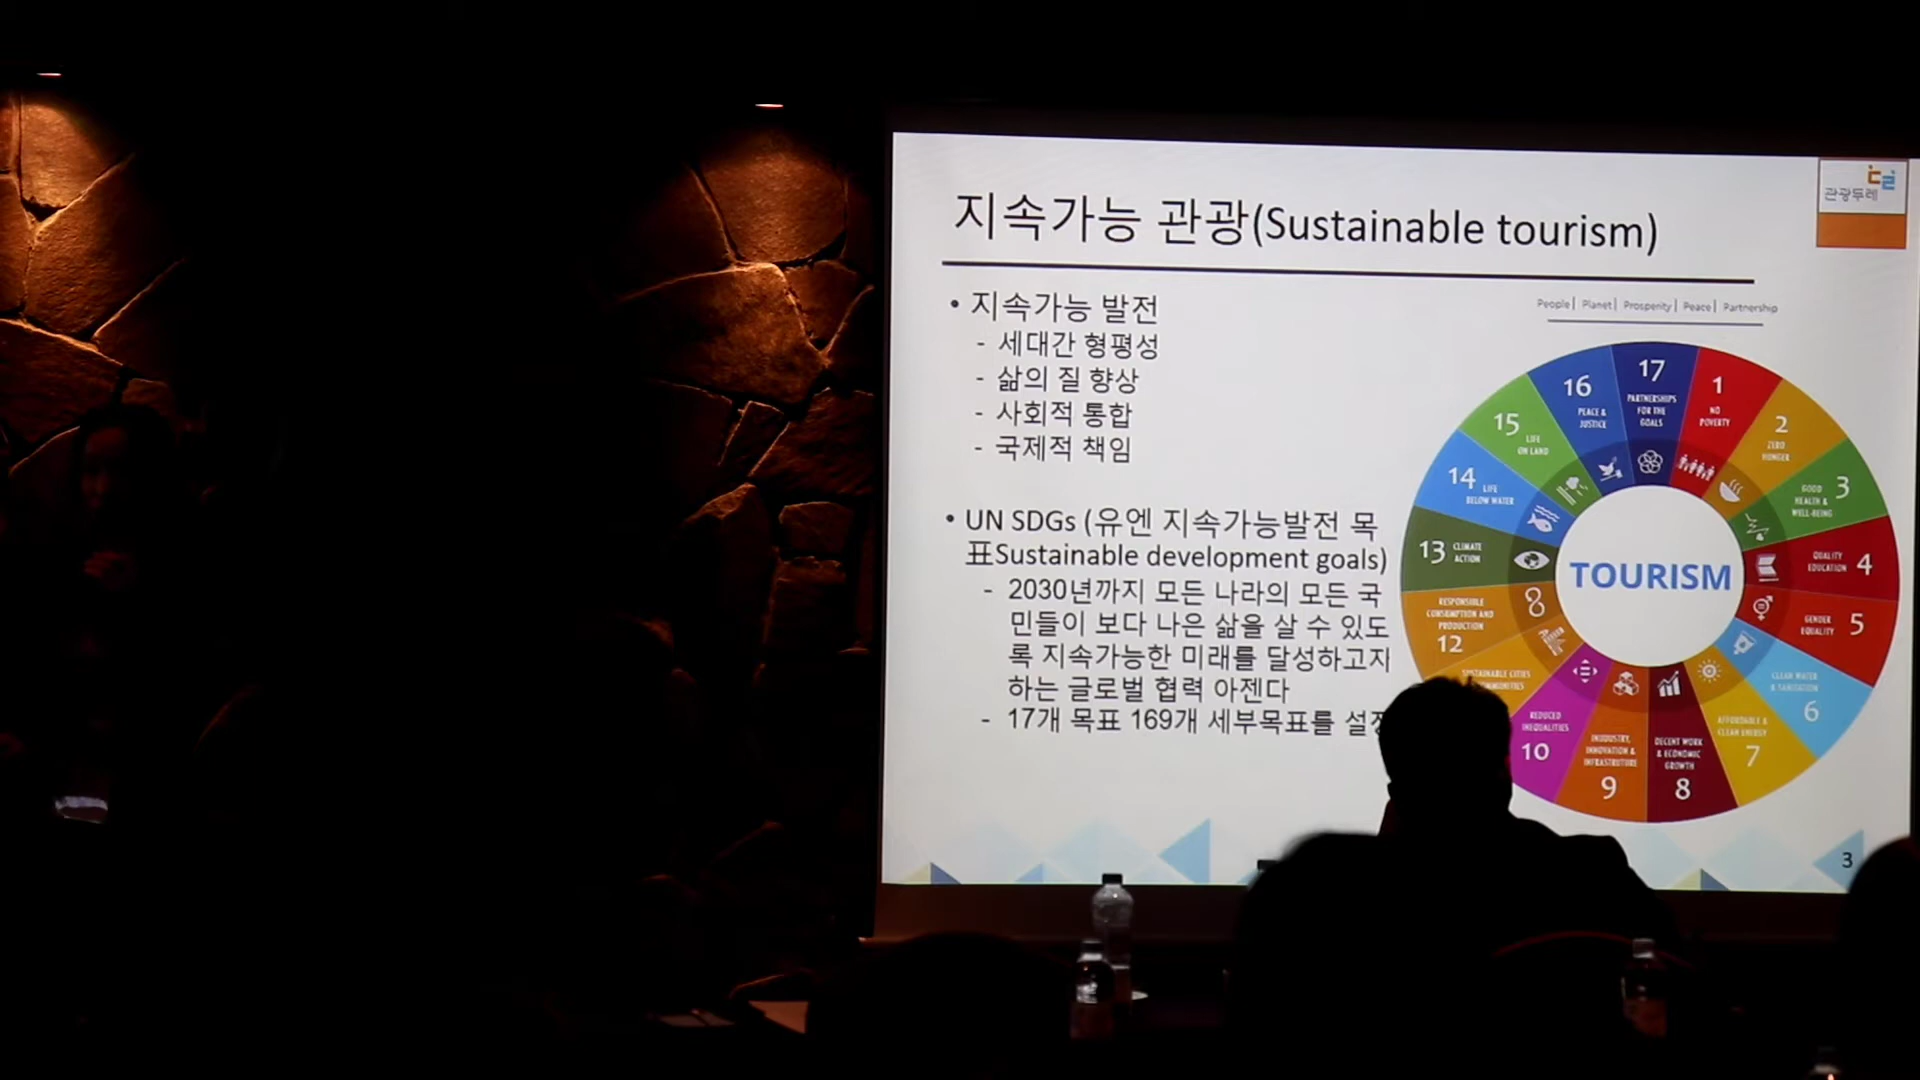 지속가능 관광(Sustainable tourism)
관광두레
People | Planet | Prosperity | Peace | Partnership
• 지속가능 발전
- 세대간 형평성
- 삶의 질 향상
- 사회적 통합
- 국제적 책임
• UN SDGs (유엔 지속가능발전 목
표Sustainable development goals)
- 2030년까지 모든 나라의 모든 국
민들이 보다 나은 삶을 살 수 있도
록 지속가능한 미래를 달성하고자
하는 글로벌 협력 아젠다
- 17개 목표 169개 세부목표를
TOURISM
1
NO
POVERTY
2
ZERO
HUNGER
3
GOOD
HEALTH &
WELL-BEING
4
QUALITY
EDUCATION
5
GENDER
EQUALITY
6
CLEAN WATER
& SANITATION
7
AFFORDABLE &
CLEAN ENERGY
8
DECENT WORK
& ECONOMIC
GROWTH
9
INDUSTRY,
INNOVATION &
INFRASTRUTURE
10
REDUCED
INEQUALITIES
SUSTAINABLE CITIES
12
RESPONSIBLE
CONSUMPTION AND
PRODUCTION
13
CLIMATE
ACTION
14
LIFE
BELOW WATER
15
LIFE
ON LAND
16
PEACE &
JUSTICE
17
PARTNERSHIPS
FOR THE
GOALS
3